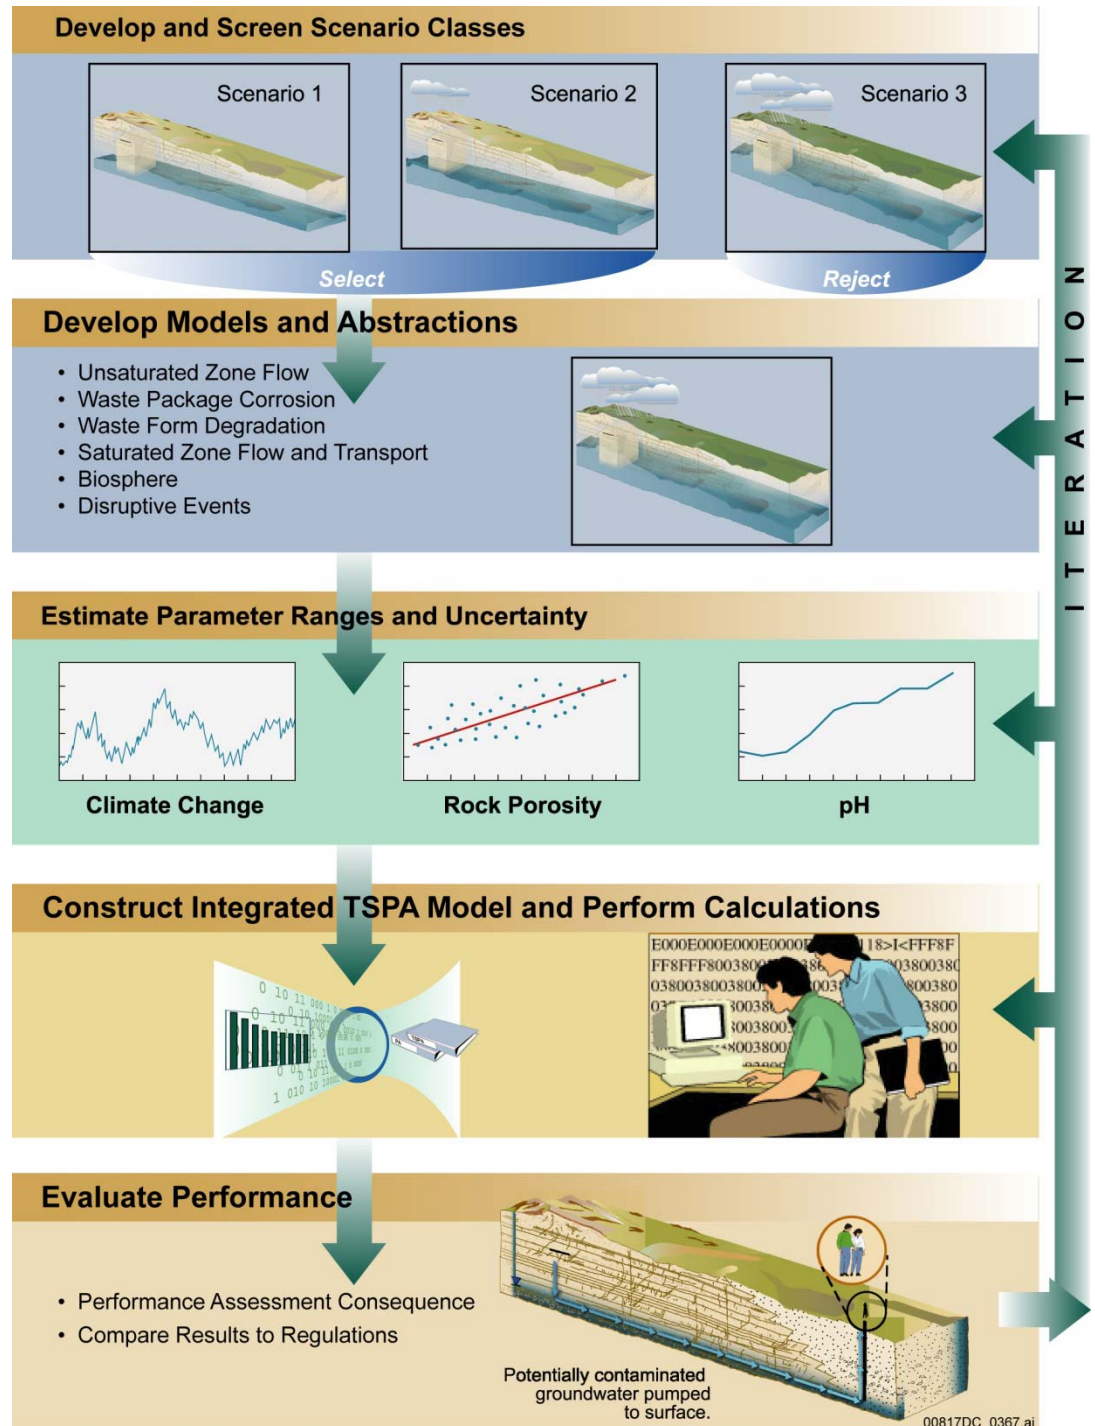 Develop and Screen Scenario Classes
Scenario 1
Scenario 2
Scenario 3
Select
Reject
Develop Models and Abstractions
• Unsaturated Zone Flow
• Waste Package Corrosion
• Waste Form Degradation
• Saturated Zone Flow and Transport
• Biosphere
• Disruptive Events
ITERATION
Estimate Parameter Ranges and Uncertainty
Climate Change
Rock Porosity
pH
Construct Integrated TSPA Model and Perform Calculations
TSPA
PA
Evaluate Performance
• Performance Assessment Consequence
• Compare Results to Regulations
Potentially contaminated
groundwater pumped
to surface.
00817DC_0367.ai